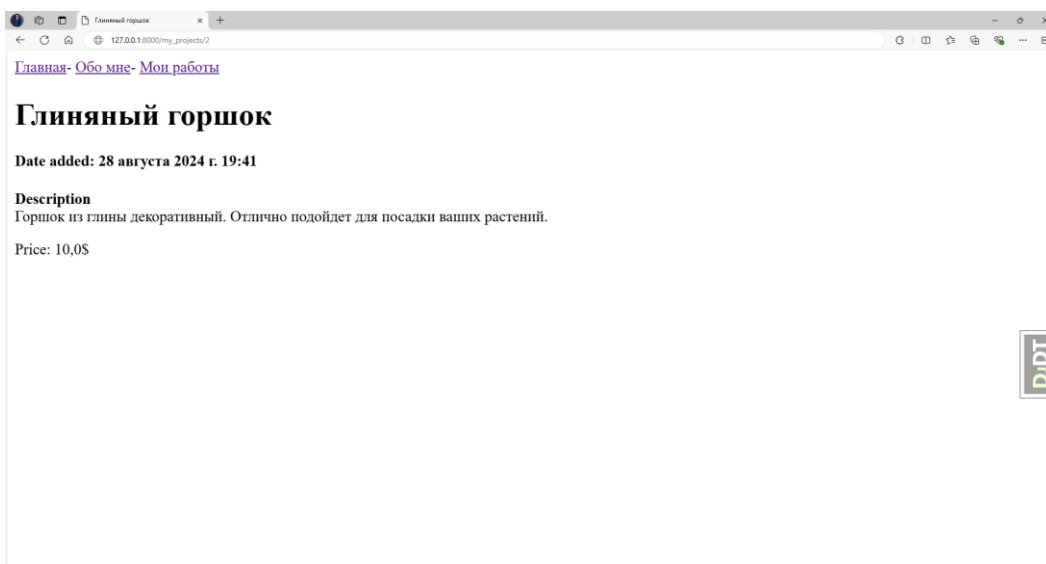 Глиняный горшок
127.0.0.1:8000/my_projects/2
Главная- Обо мне- Мои работы
Глиняный горшок
Date added: 28 августа 2024 г. 19:41
Description
Горшок из глины декоративный. Отлично подойдет для посадки ваших растений.
Price: 10,0$
DJDT